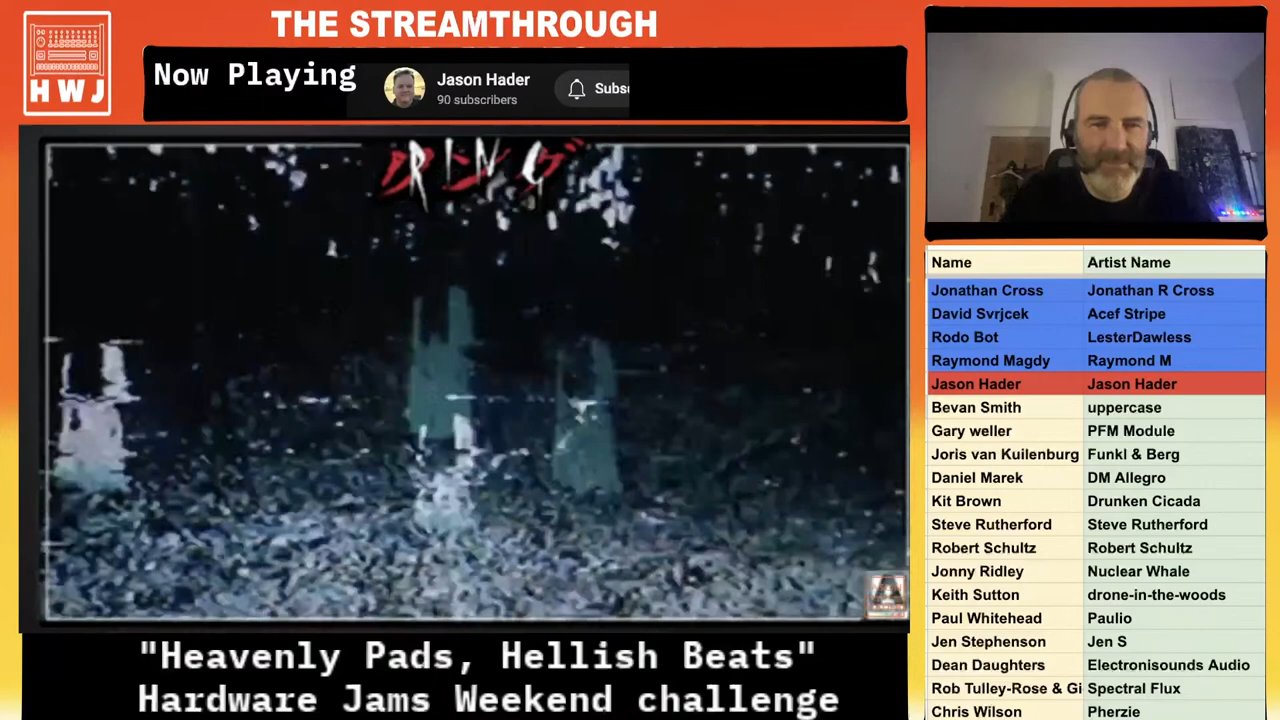 THE STREAMTHROUGH
HWJ
Now Playing
Jason Hader
90 subscribers
Subs
リング
RING
"Heavenly Pads, Hellish Beats"
Hardware Jams Weekend challenge
Name Artist Name
Jonathan Cross Jonathan R Cross
David Svrjcek Acef Stripe
Rodo Bot LesterDawless
Raymond Magdy Raymond M
Jason Hader Jason Hader
Bevan Smith uppercase
Gary weller PFM Module
Joris van Kuilenburg Funkl & Berg
Daniel Marek DM Allegro
Kit Brown Drunken Cicada
Steve Rutherford Steve Rutherford
Robert Schultz Robert Schultz
Jonny Ridley Nuclear Whale
Keith Sutton drone-in-the-woods
Paul Whitehead Paulio
Jen Stephenson Jen S
Dean Daughters Electronisounds Audio
Rob Tulley-Rose & Gi Spectral Flux
Chris Wilson Pherzie